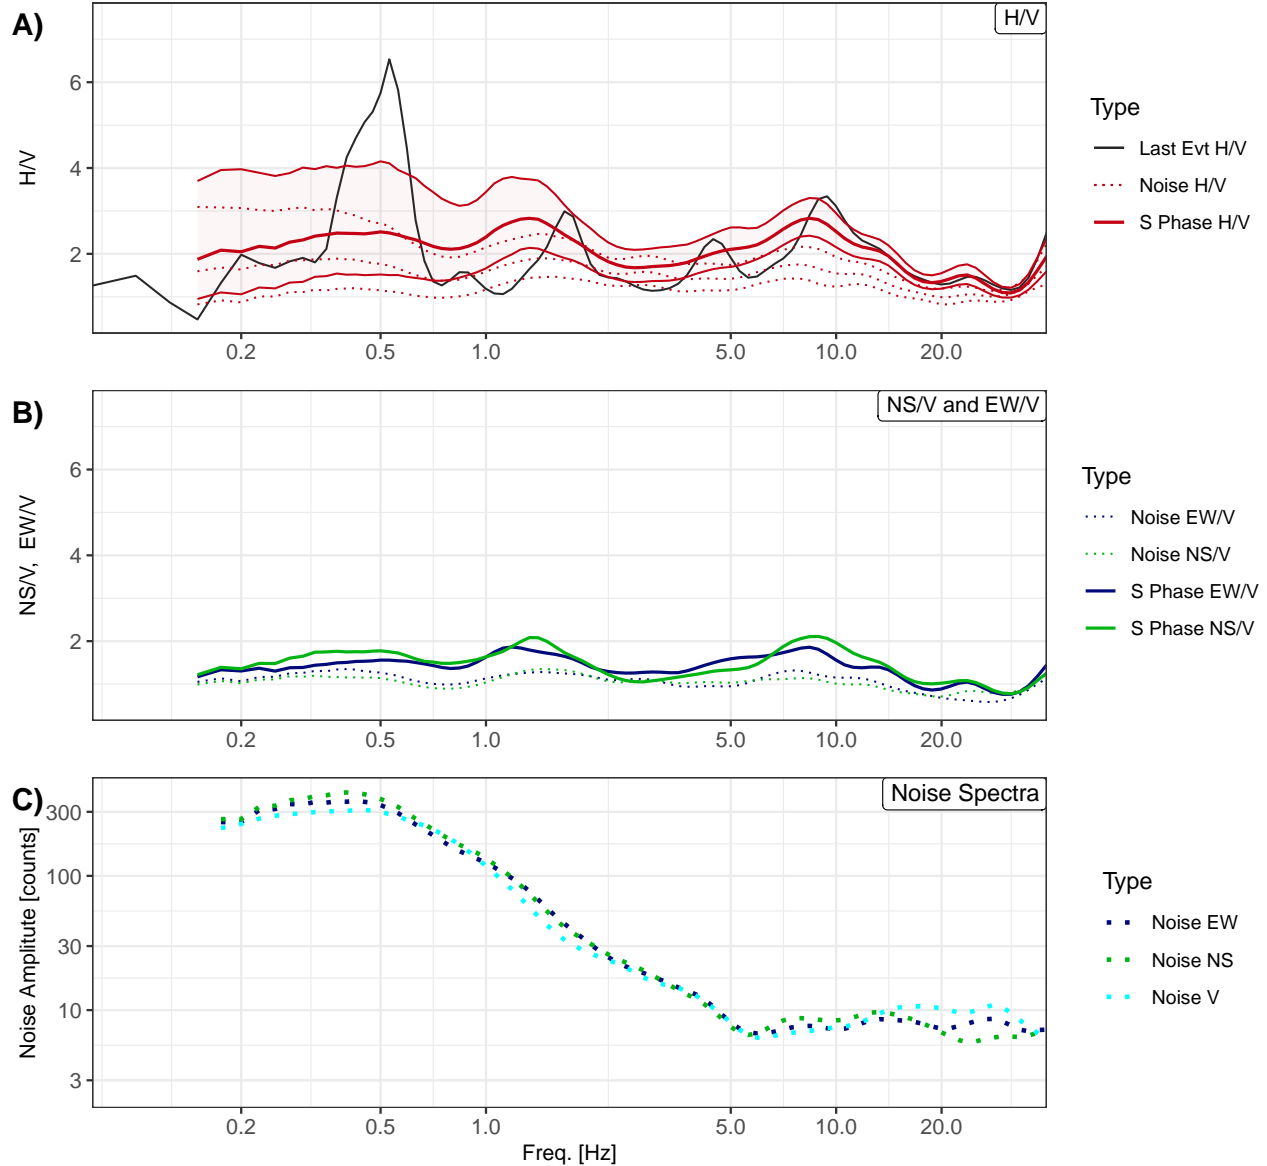 A)
H/V
6
4
2
H/V
0.2 0.5 1.0 5.0 10.0 20.0
Type
Last Evt H/V
Noise H/V
S Phase H/V
B)
NS/V and EW/V
6
4
2
NS/V, EW/V
0.2 0.5 1.0 5.0 10.0 20.0
Type
Noise EW/V
Noise NS/V
S Phase EW/V
S Phase NS/V
C)
Noise Spectra
300
100
30
10
3
Noise Amplitute [counts]
0.2 0.5 1.0 5.0 10.0 20.0
Freq. [Hz]
Type
Noise EW
Noise NS
Noise V